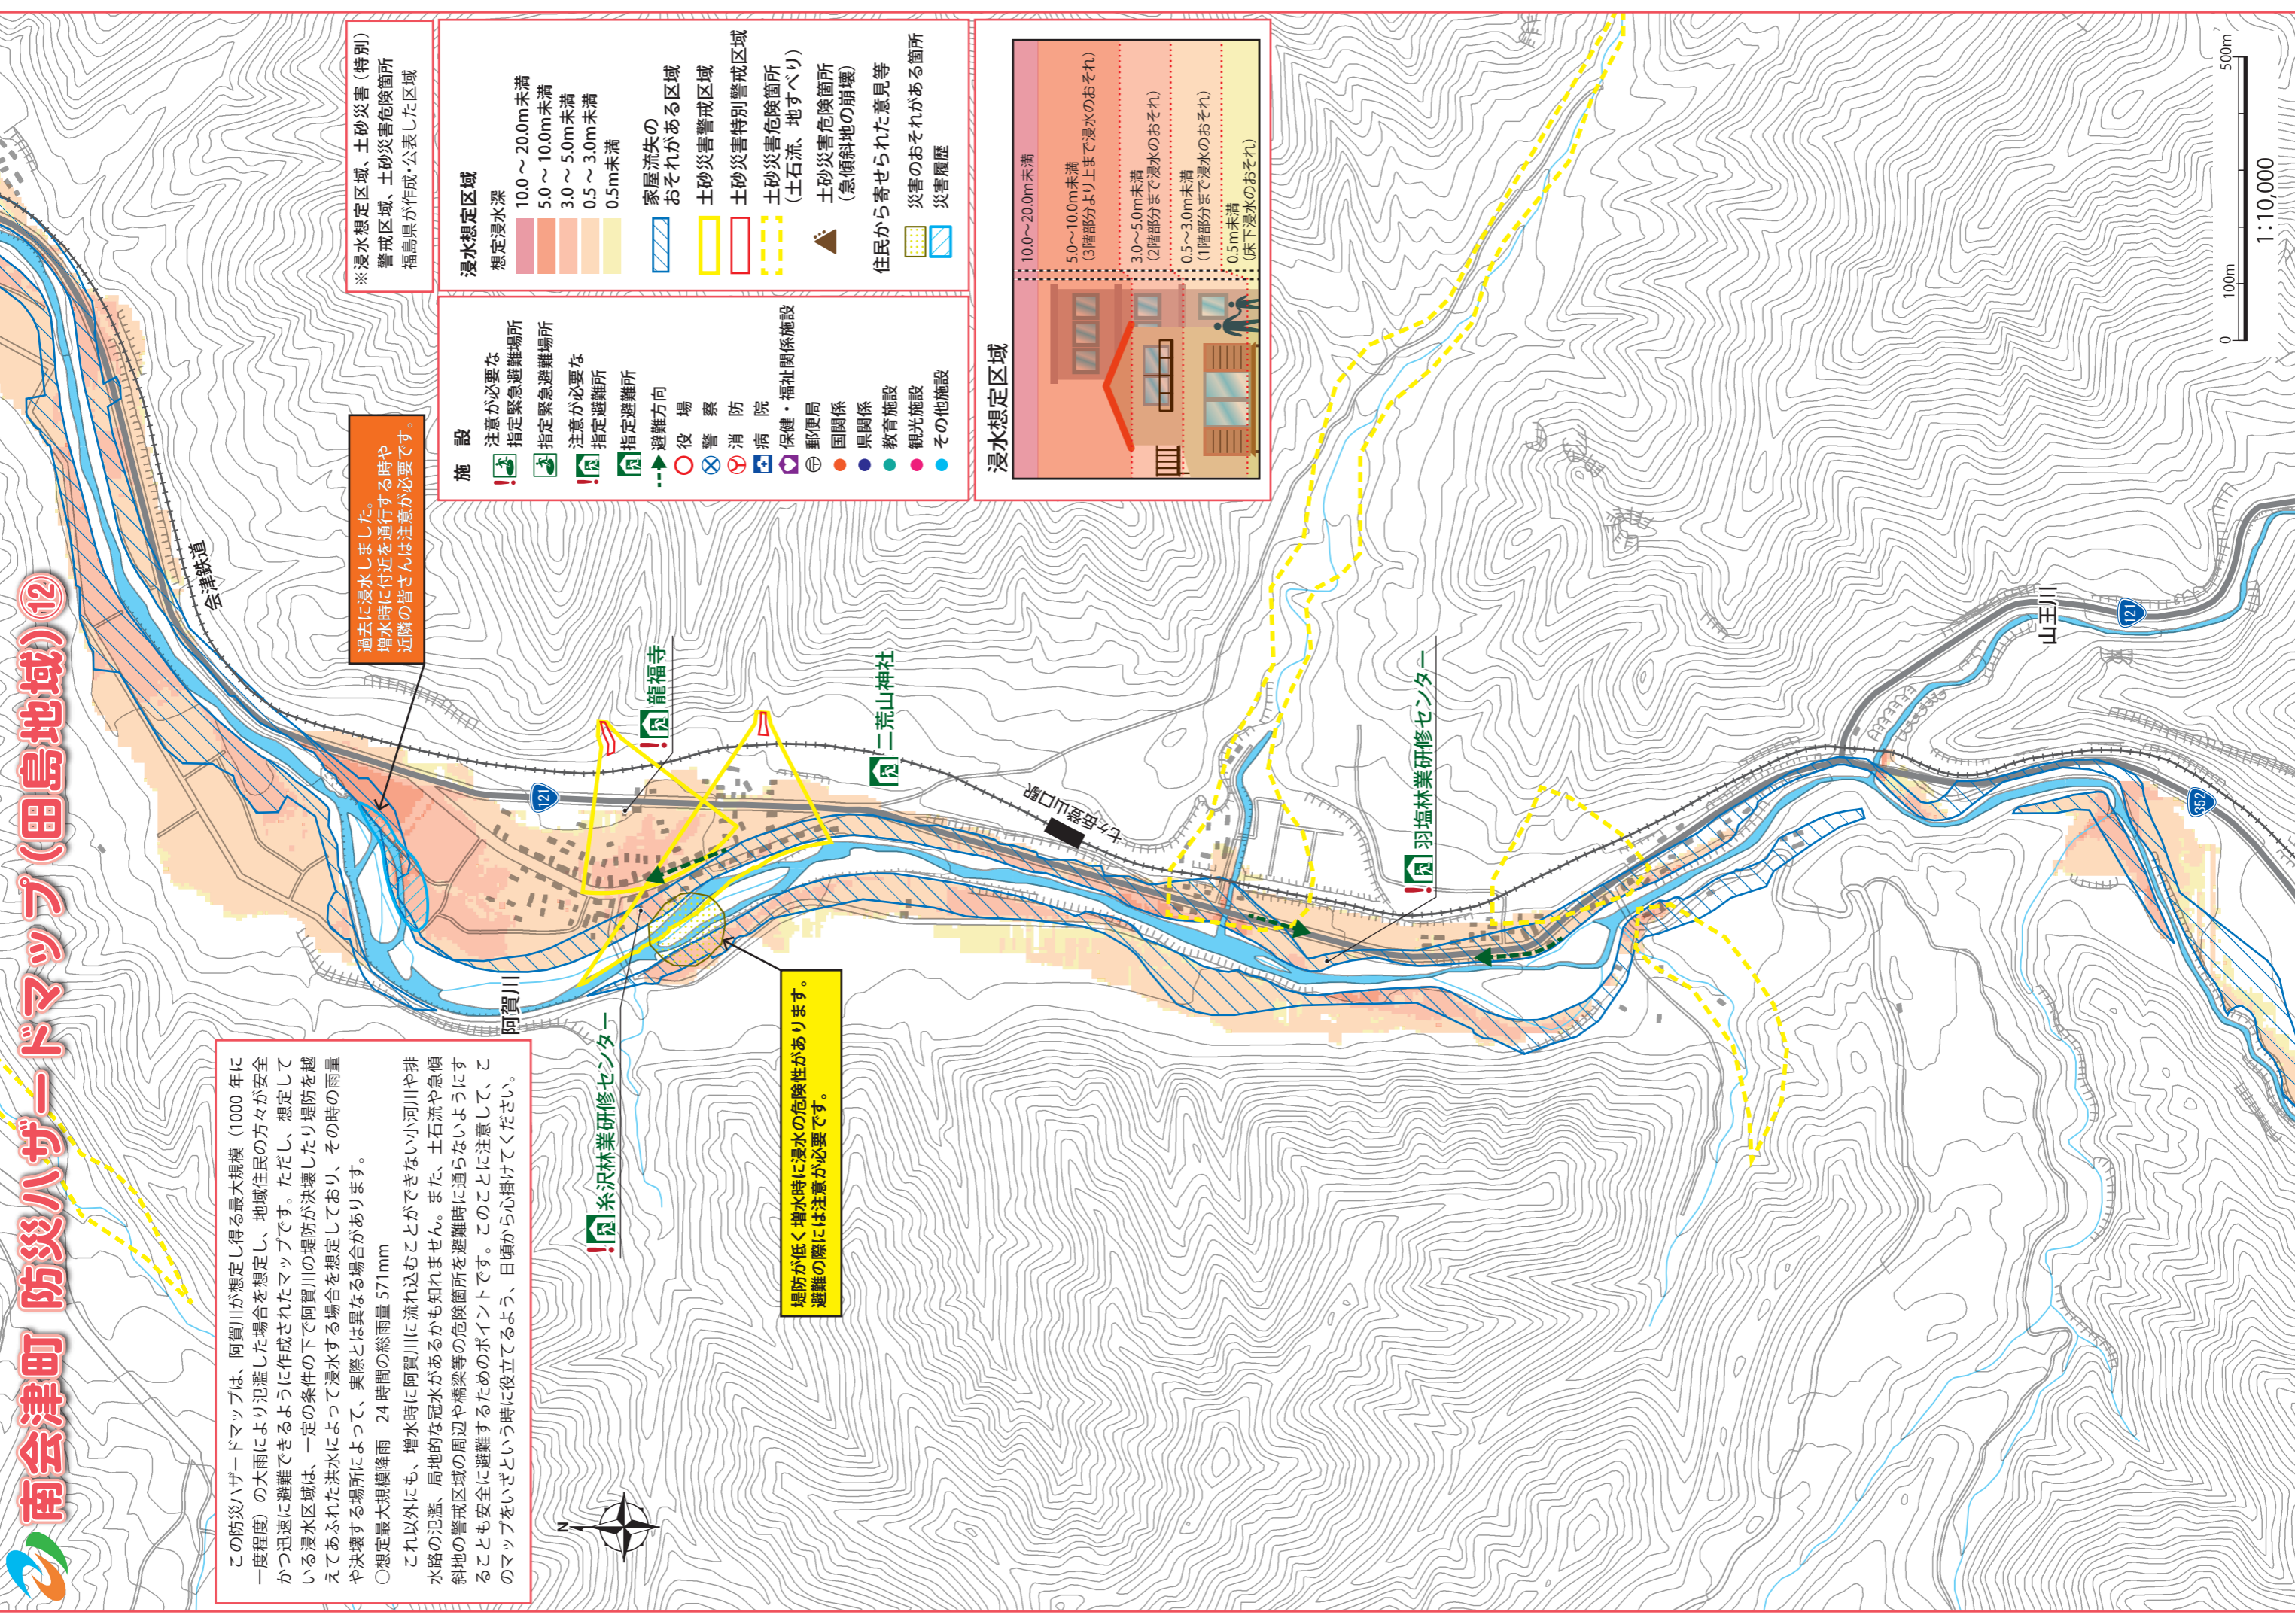 南会津町 防災ハザードマップ(田島地域)⑫
この防災ハザードマップは、阿賀川が想定し得る最大規模（1000 年に
一度程度）の大雨により氾濫した場合を想定し、地域住民の方々が安全
かつ迅速に避難できるように作成されたマップです。ただし、想定して
いる浸水区域は、一定の条件の下で阿賀川の堤防が決壊したり堤防を越
えてあふれた洪水によって浸水する場合を想定しており、その時の雨量
や決壊する場所によって、実際とは異なる場合があります。
○想定最大規模降雨　24 時間の総雨量 571mm
これ以外にも、増水時に阿賀川に流れ込むことができない小河川や排
水路の氾濫、局地的な冠水があるかも知れません。また、土石流や急傾
斜地の警戒区域の周辺や橋梁等の危険箇所を避難時に通らないようにす
ることも安全に避難するためのポイントです。このことに注意して、こ
のマップをいざという時に役立てるよう、日頃から心掛けてください。
N
過去に浸水しました。
増水時に付近を通行する時や
近隣の皆さんは注意が必要です。
※浸水想定区域、土砂災害（特別）
警戒区域、土砂災害危険箇所
福島県が作成・公表した区域
施　設
注意が必要な
指定緊急避難場所
指定緊急避難場所
注意が必要な
指定避難所
指定避難所
避難方向
役　場
警　察
消　防
病　院
保健・福祉関係施設
郵便局
国関係
県関係
教育施設
観光施設
その他施設
浸水想定区域
想定浸水深
10.0 ～ 20.0m未満
5.0 ～ 10.0m未満
3.0 ～ 5.0m未満
0.5 ～ 3.0m未満
0.5m未満
家屋流失の
おそれがある区域
土砂災害警戒区域
土砂災害特別警戒区域
土砂災害危険箇所
（土石流、地すべり）
土砂災害危険箇所
（急傾斜地の崩壊）
住民から寄せられた意見等
災害のおそれがある箇所
災害履歴
浸水想定区域
10.0～20.0m未満
5.0～10.0m未満
（3階部分より上まで浸水のおそれ）
3.0～5.0m未満
（2階部分まで浸水のおそれ）
0.5～3.0m未満
（1階部分まで浸水のおそれ）
0.5m未満
（床下浸水のおそれ）
会津鉄道
121
龍福寺
二荒山神社
阿賀川
糸沢林業研修センター
堤防が低く増水時に浸水の危険性があります。
避難の際には注意が必要です。
七ヶ岳登山口駅
羽塩林業研修センター
山王川
121
352
0
100m
500m
1：10,000